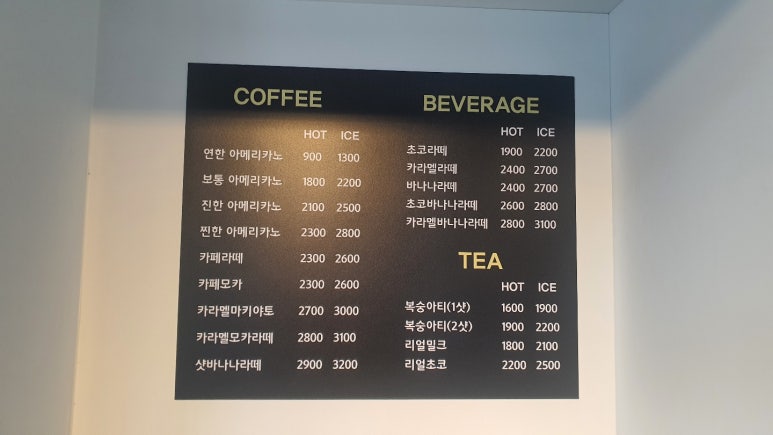 COFFEE
HOT ICE
연한 아메리카노 900 1300
보통 아메리카노 1800 2200
진한 아메리카노 2100 2500
찐한 아메리카노 2300 2800
카페라떼 2300 2600
카페모카 2300 2600
카라멜마키야토 2700 3000
카라멜모카라떼 2800 3100
샷바나나라떼 2900 3200
BEVERAGE
HOT ICE
초코라떼 1900 2200
카라멜라떼 2400 2700
바나나라떼 2400 2700
초코바나나라떼 2600 2800
카라멜바나나라떼 2800 3100
TEA
HOT ICE
복숭아티(1샷) 1600 1900
복숭아티(2샷) 1900 2200
리얼밀크 1800 2100
리얼초코 2200 2500